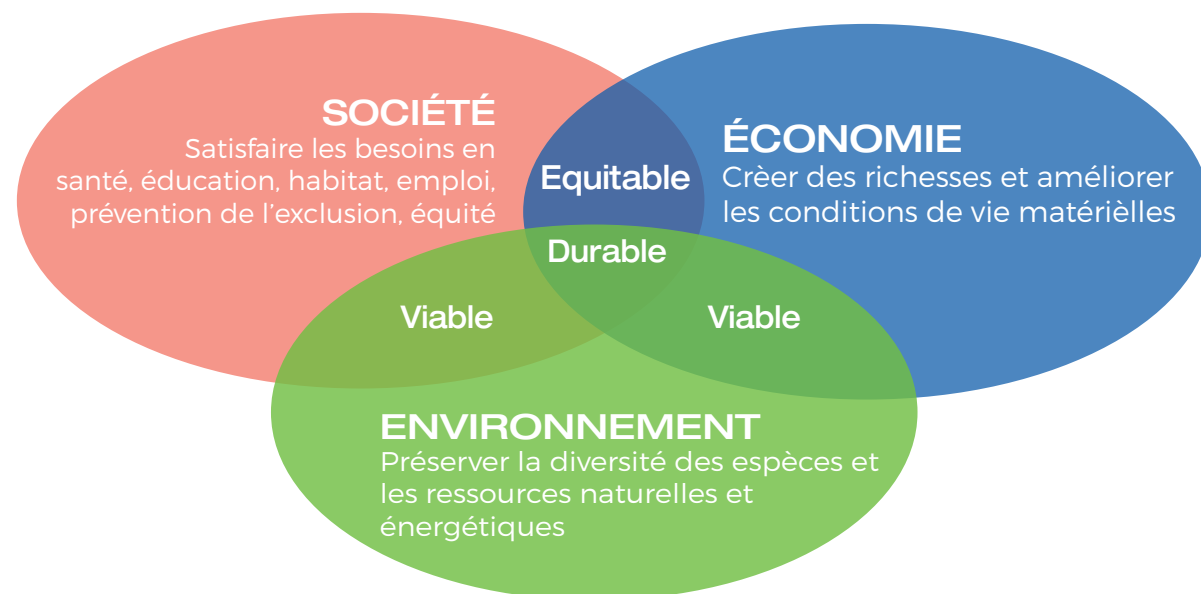 SOCIÉTÉ
Satisfaire les besoins en
santé, éducation, habitat, emploi,
prévention de l’exclusion, équité
Equitable
ÉCONOMIE
Crèer des richesses et améliorer
les conditions de vie matérièlles
Durable
Viable
Viable
ENVIRONNEMENT
Préserver la diversité des espèces et
les ressources naturelles et
énergétiques